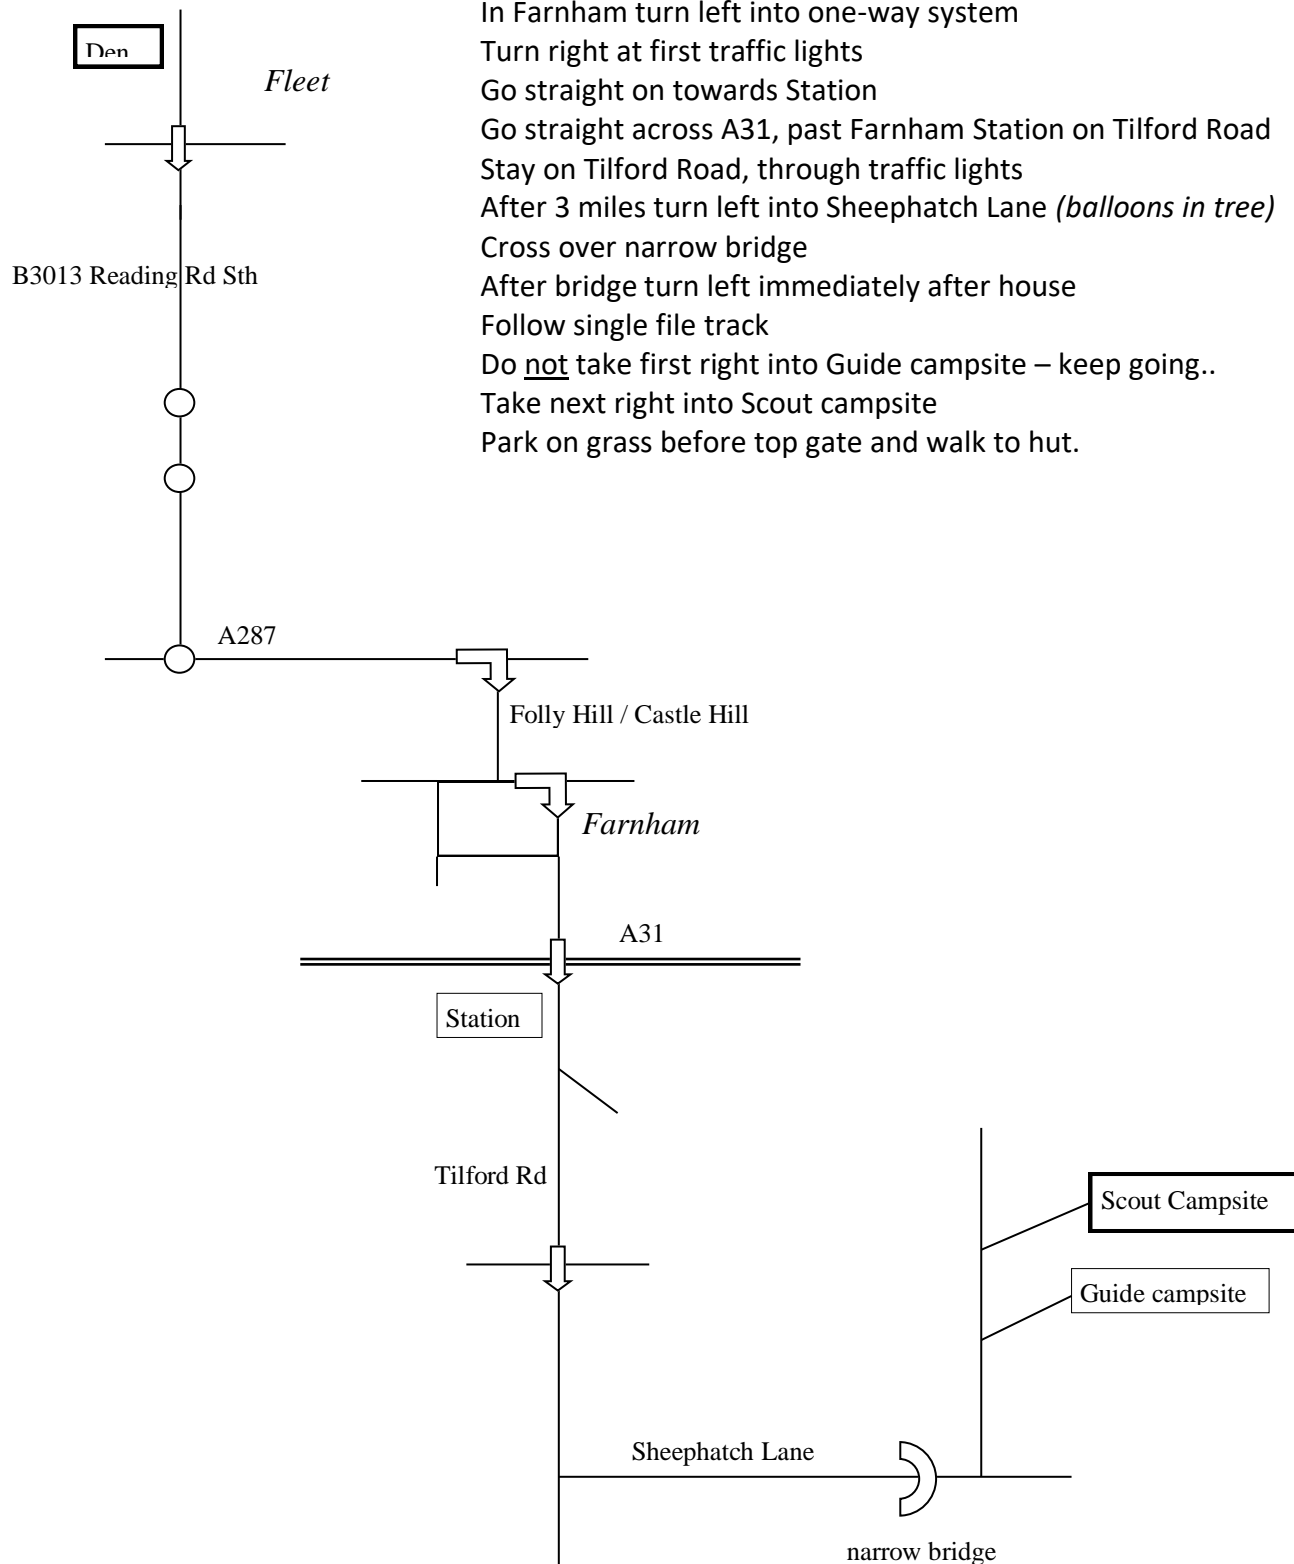 In Farnham turn left into one-way system
Turn right at first traffic lights
Go straight on towards Station
Go straight across A31, past Farnham Station on Tilford Road
Stay on Tilford Road, through traffic lights
After 3 miles turn left into Sheephatch Lane (balloons in tree)
Cross over narrow bridge
After bridge turn left immediately after house
Follow single file track
Do not take first right into Guide campsite – keep going..
Take next right into Scout campsite
Park on grass before top gate and walk to hut.
Den
Fleet
B3013 Reading Rd Sth
A287
Folly Hill / Castle Hill
Farnham
A31
Station
Tilford Rd
Scout Campsite
Guide campsite
Sheephatch Lane
narrow bridge